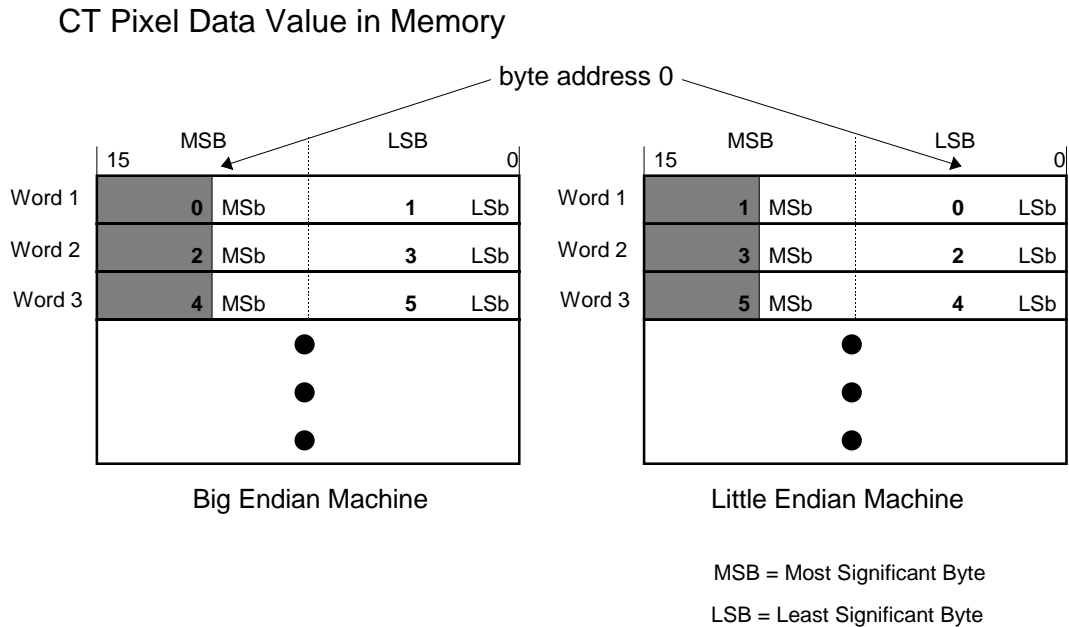 CT Pixel Data Value in Memory
byte address 0
MSB LSB
15 0
Word 1 0 MSb 1 LSb
Word 2 2 MSb 3 LSb
Word 3 4 MSb 5 LSb
Big Endian Machine
MSB LSB
15 0
Word 1 1 MSb 0 LSb
Word 2 3 MSb 2 LSb
Word 3 5 MSb 4 LSb
Little Endian Machine
MSB = Most Significant Byte
LSB = Least Significant Byte